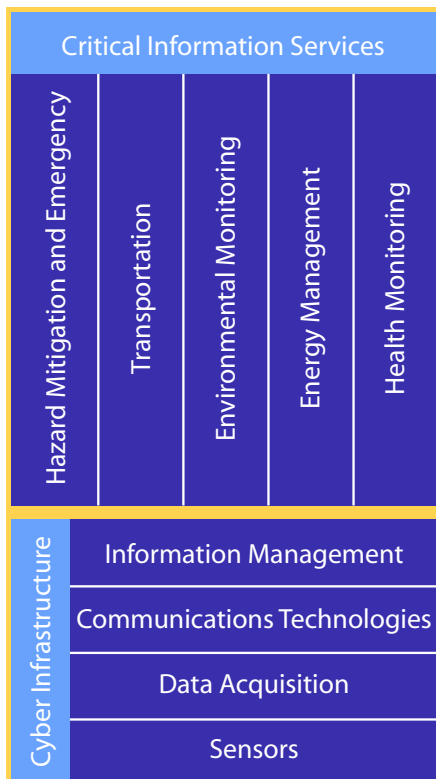 Critical Information Services
Hazard Mitigation and Emergency
Transportation
Environmental Monitoring
Energy Management
Health Monitoring
Cyber Infrastructure
Information Management
Communications Technologies
Data Acquisition
Sensors